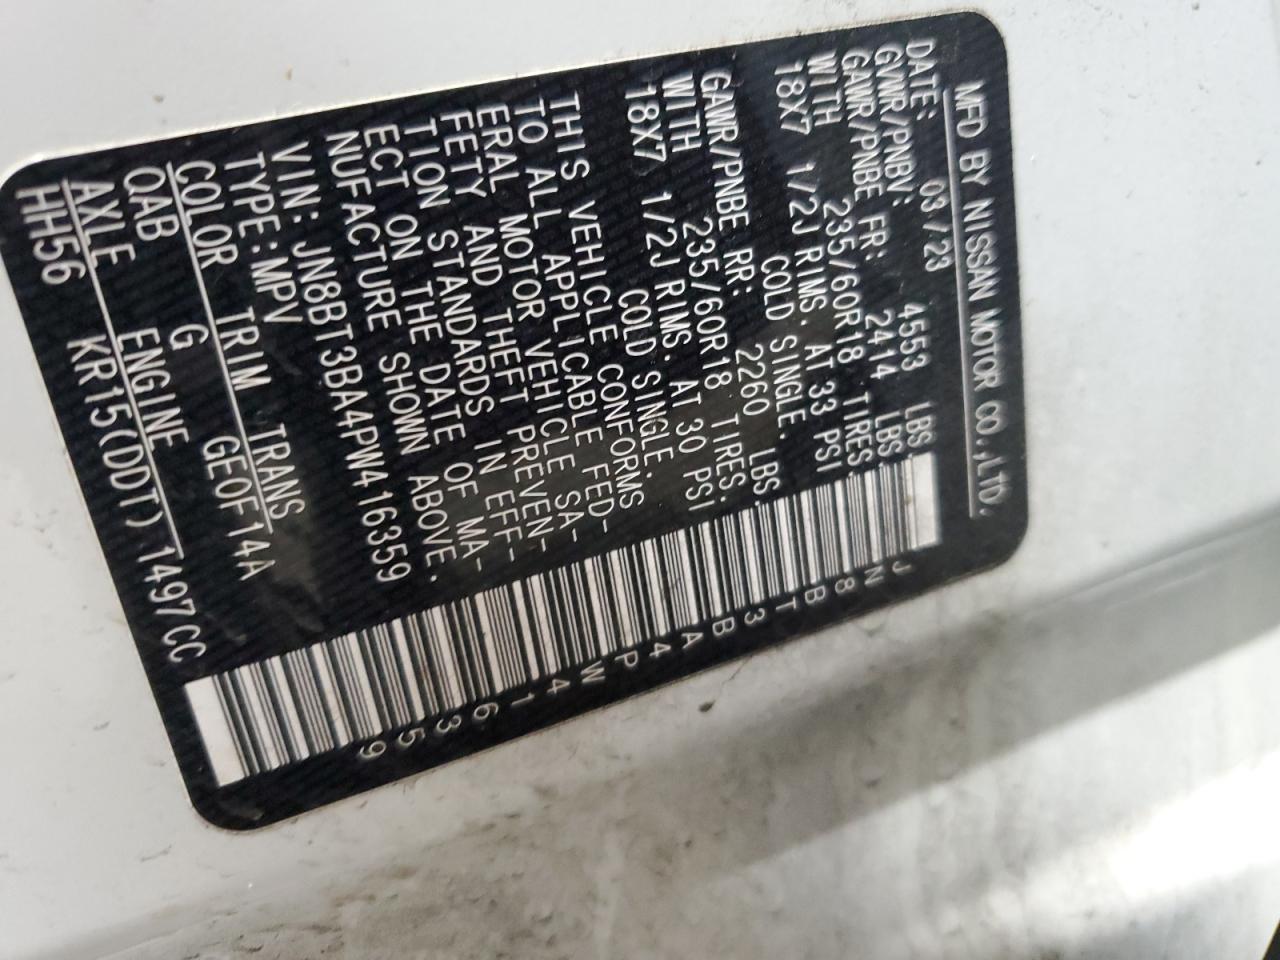 MFD BY NISSAN MOTOR CO.,LTD.
DATE: 03/23
GVWR/PNBV: 4553 LBS.
GAWR/PNBE FR: 2414 LBS.
WITH 235/60R18 TIRES
18X7 1/2J RIMS. AT 33 PSI
COLD SINGLE.
GAWR/PNBE RR: 2260 LBS.
WITH 235/60R18 TIRES.
18X7 1/2J RIMS. AT 30 PSI
COLD SINGLE.
THIS VEHICLE CONFORMS
TO ALL APPLICABLE FED-
ERAL MOTOR VEHICLE SA-
FETY AND THEFT PREVEN-
TION STANDARDS IN EFF-
ECT ON THE DATE OF MA-
NUFACTURE SHOWN ABOVE.
VIN: JN8BT3BA4PW416359
TYPE:MPV
COLOR TRIM TRANS
QAB G GEOF14A
AXLE ENGINE
HH56 KR15(DDT)1497CC
JN8BT3BA4PW416359